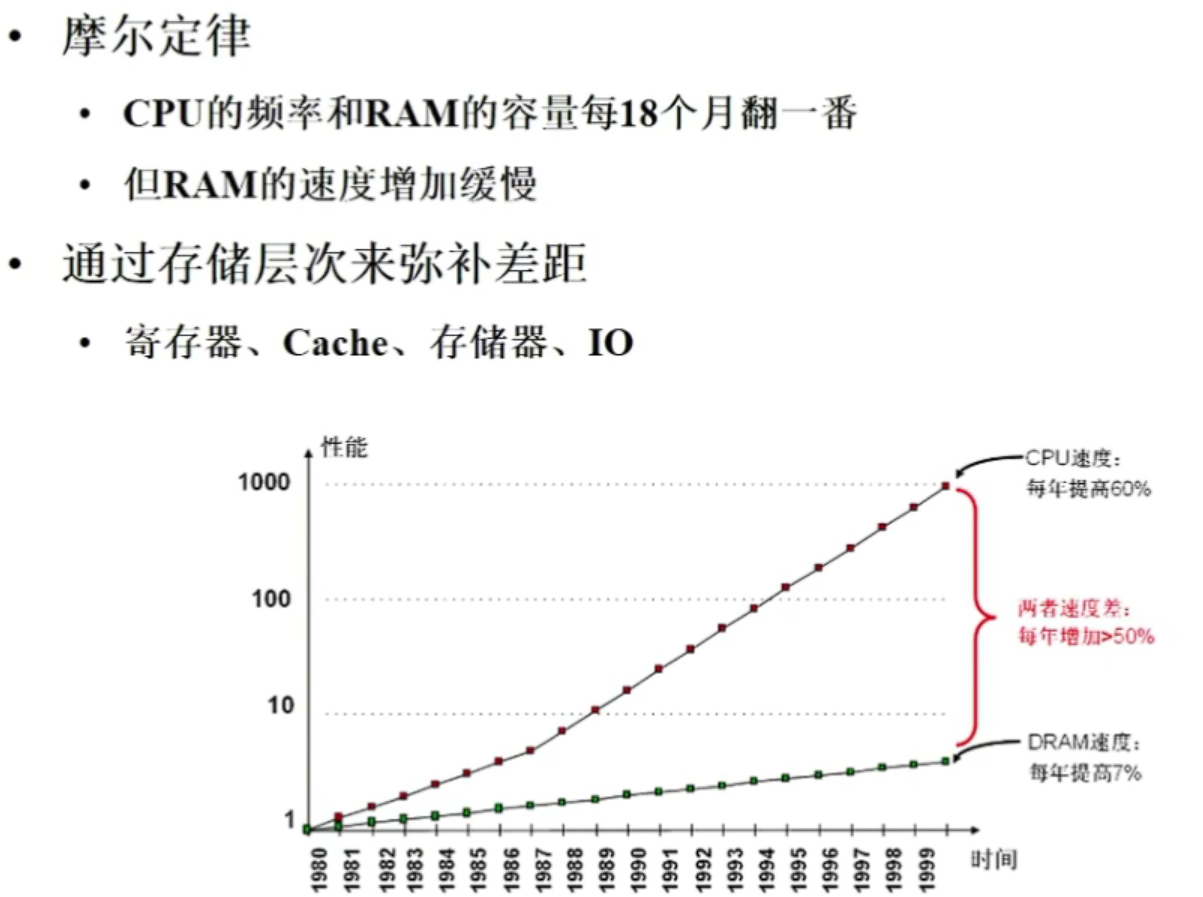 • 摩尔定律
• CPU的频率和RAM的容量每18个月翻一番
• 但RAM的速度增加缓慢
• 通过存储层次来弥补差距
• 寄存器、Cache、存储器、IO
性能
1000
100
10
1
CPU速度：
每年提高60%
两者速度差：
每年增加>50%
DRAM速度：
每年提高7%
1980 1981 1982 1983 1984 1985 1986 1987 1988 1989 1990 1991 1992 1993 1994 1995 1996 1997 1998 1999
时间